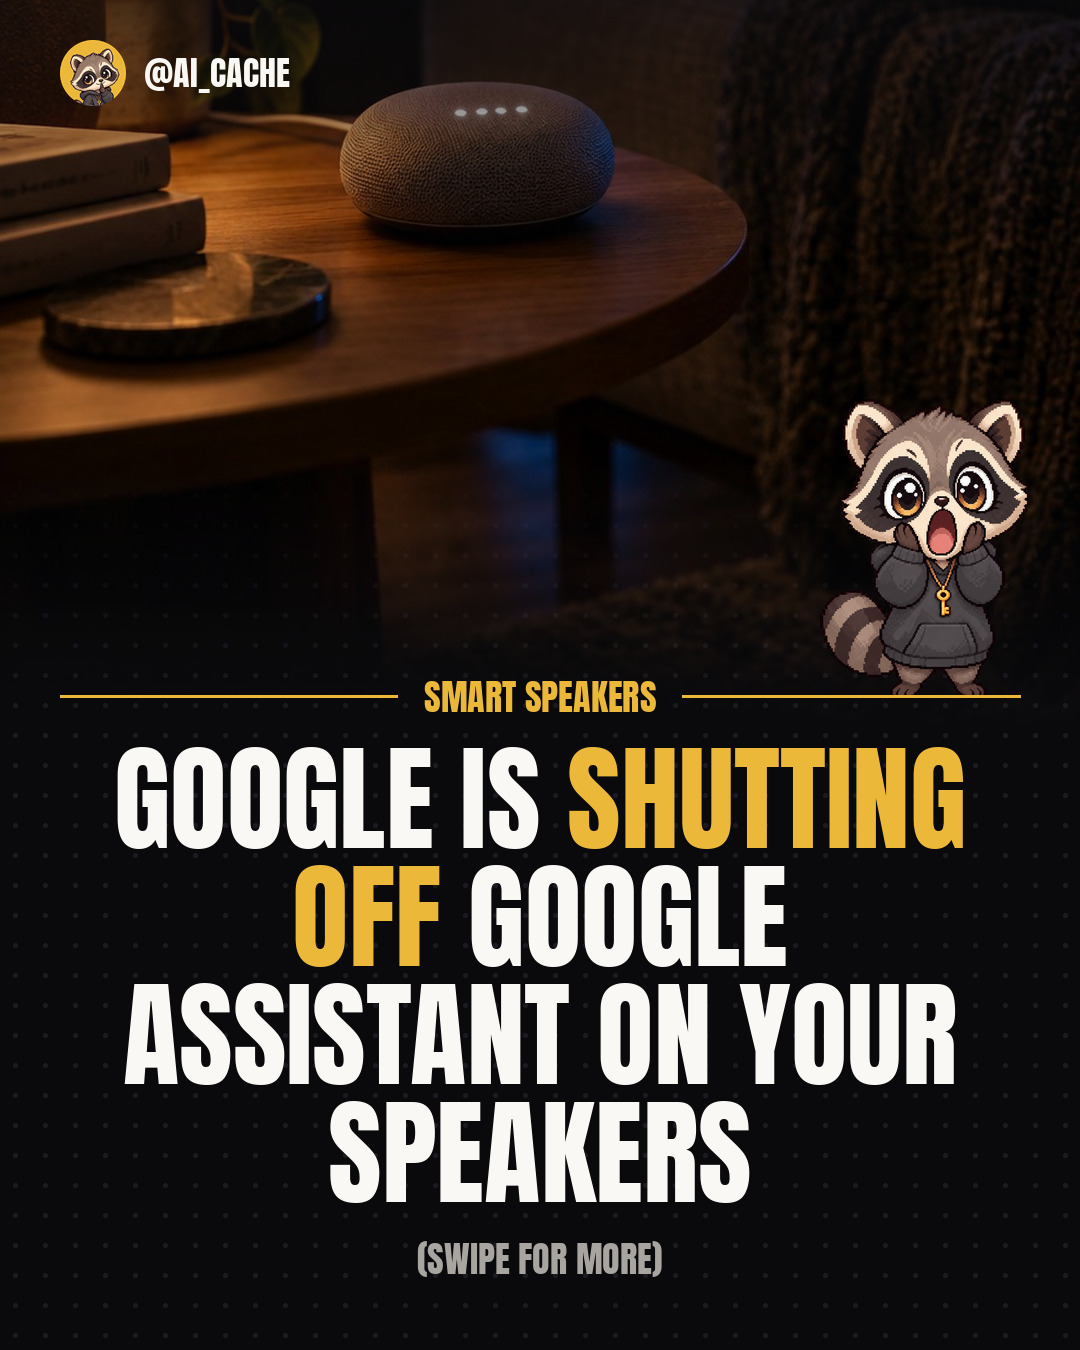 @AI_CACHE
SMART SPEAKERS
GOOGLE IS SHUTTING
OFF GOOGLE
ASSISTANT ON YOUR
SPEAKERS
(SWIPE FOR MORE)